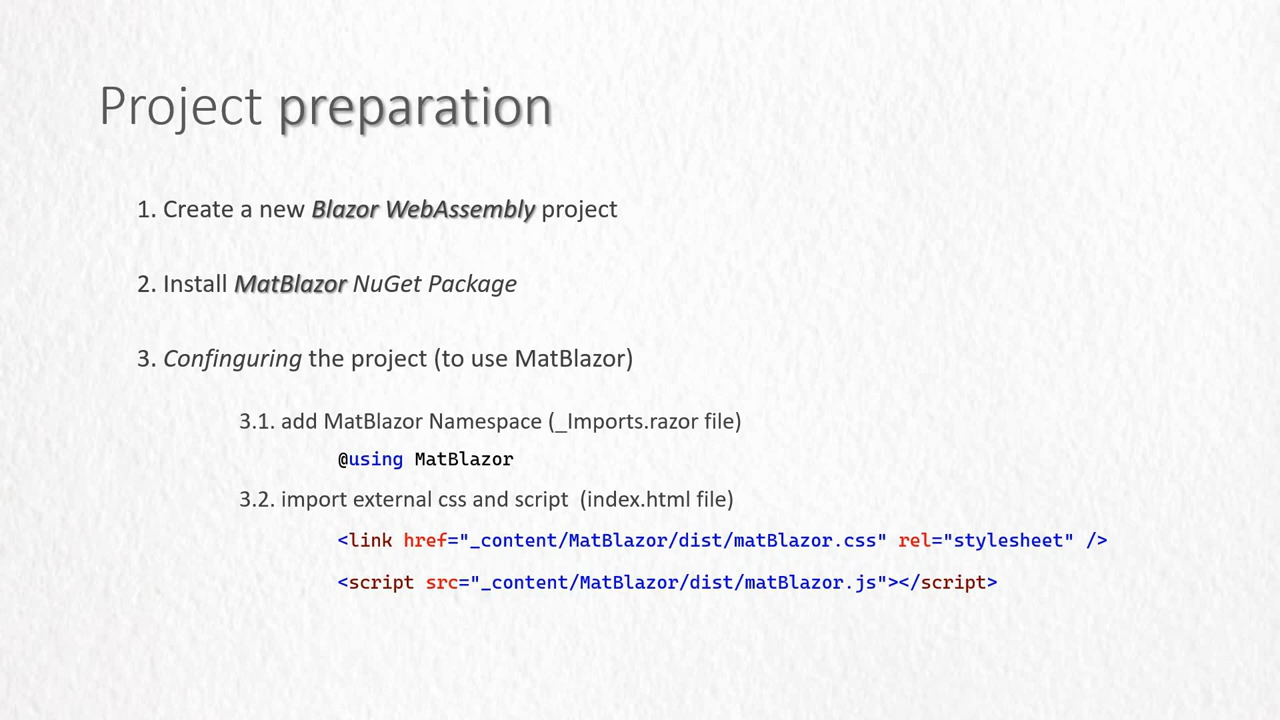 Project preparation
1. Create a new Blazor WebAssembly project
2. Install MatBlazor NuGet Package
3. Confinguring the project (to use MatBlazor)
3.1. add MatBlazor Namespace (_Imports.razor file)
@using MatBlazor
3.2. import external css and script  (index.html file)
<link href="_content/MatBlazor/dist/matBlazor.css" rel="stylesheet" />
<script src="_content/MatBlazor/dist/matBlazor.js"></script>